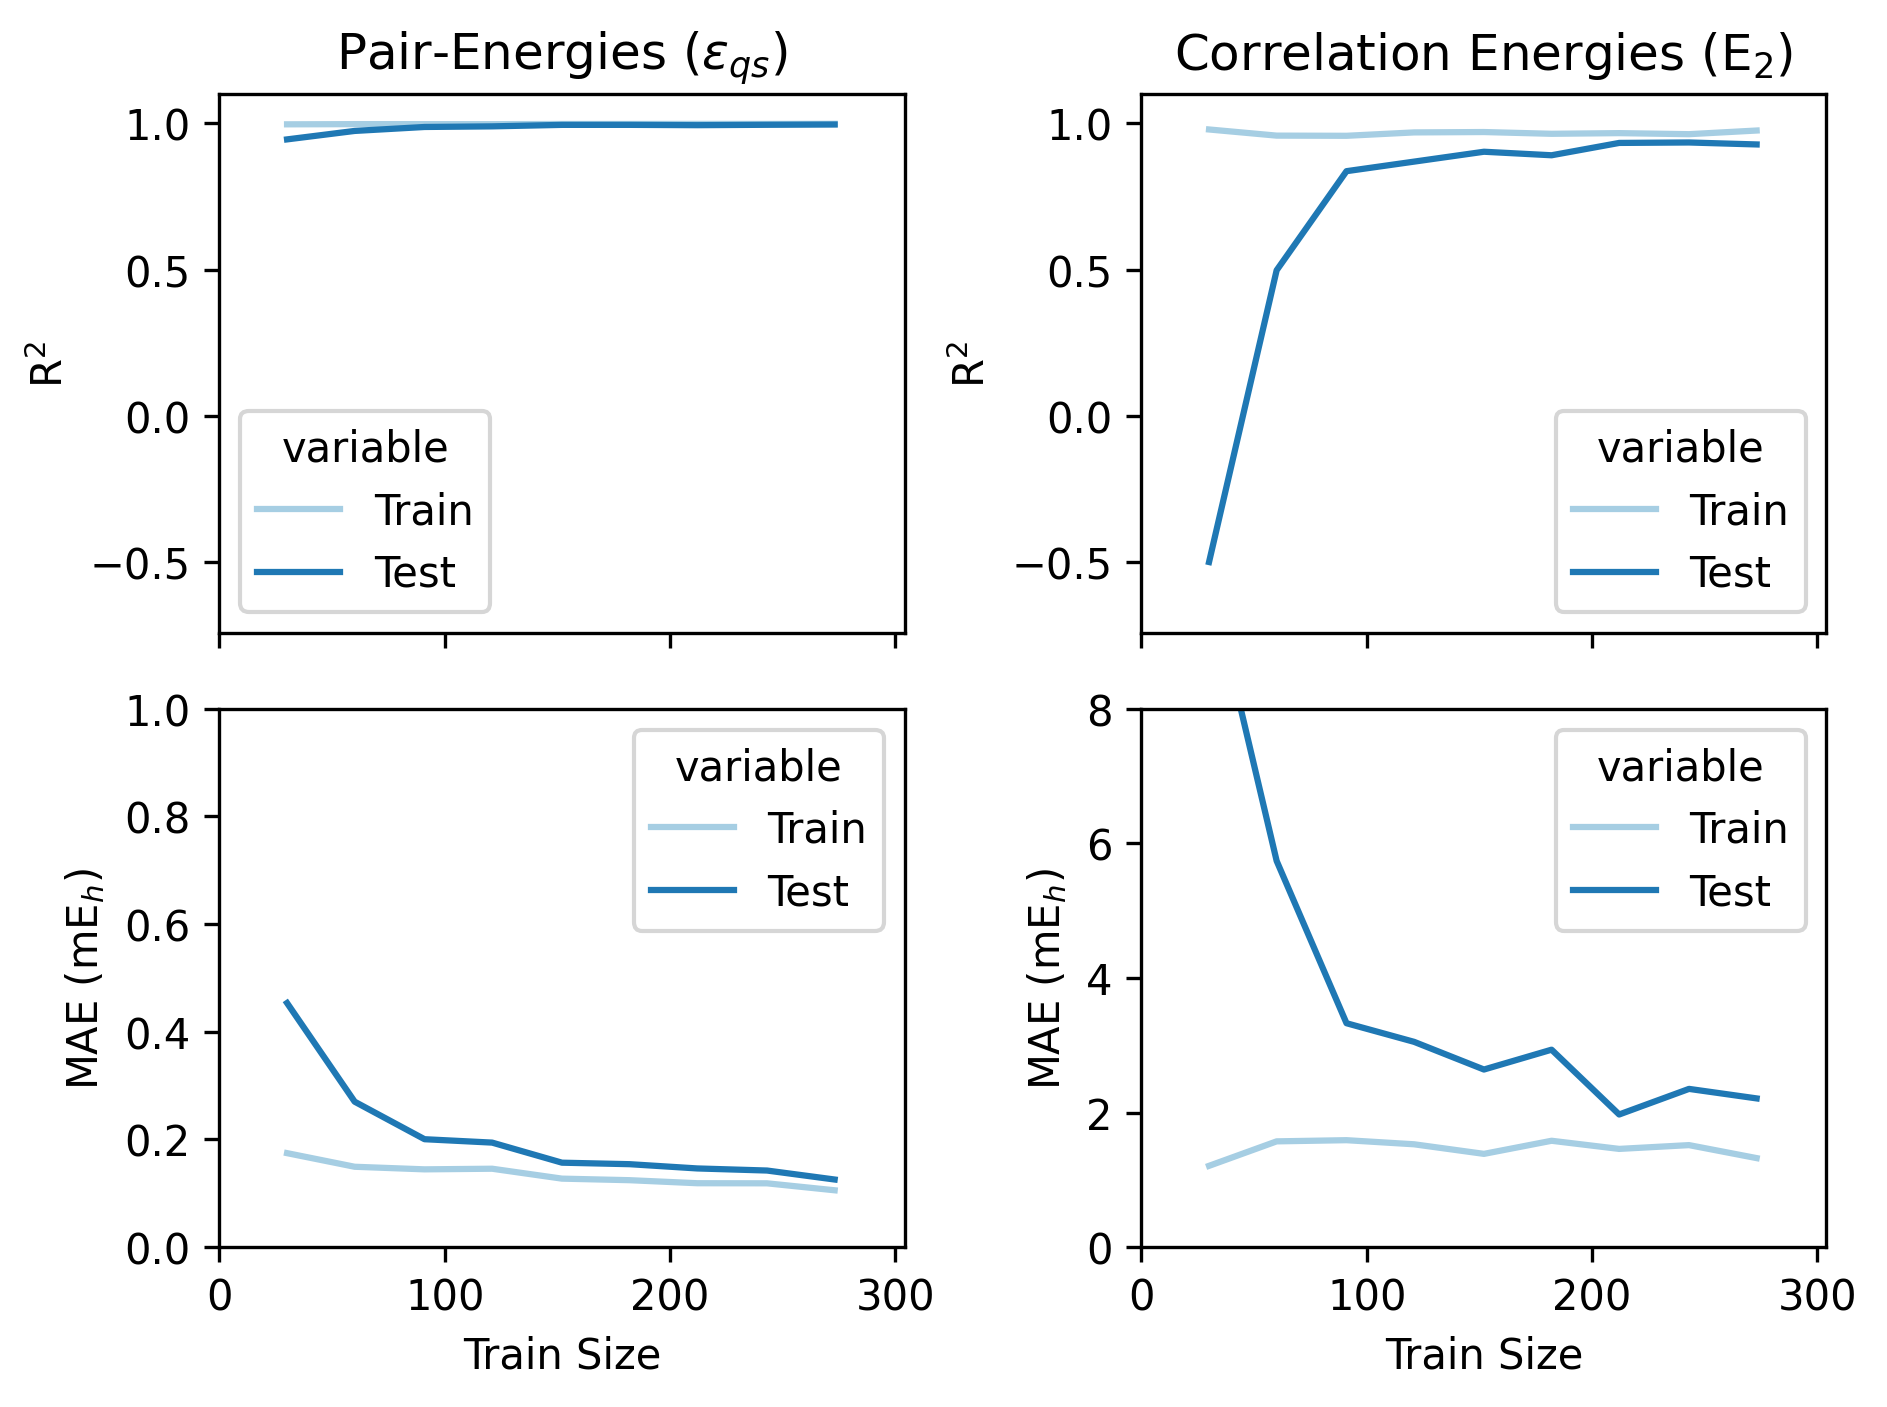 Pair-Energies (ε_qs)
1.0
0.5
0.0
−0.5
R²
variable
Train
Test
Correlation Energies (E₂)
1.0
0.5
0.0
−0.5
R²
variable
Train
Test
1.0
0.8
0.6
0.4
0.2
0.0
MAE (mE_h)
variable
Train
Test
0 100 200 300
Train Size
8
6
4
2
0
MAE (mE_h)
variable
Train
Test
0 100 200 300
Train Size